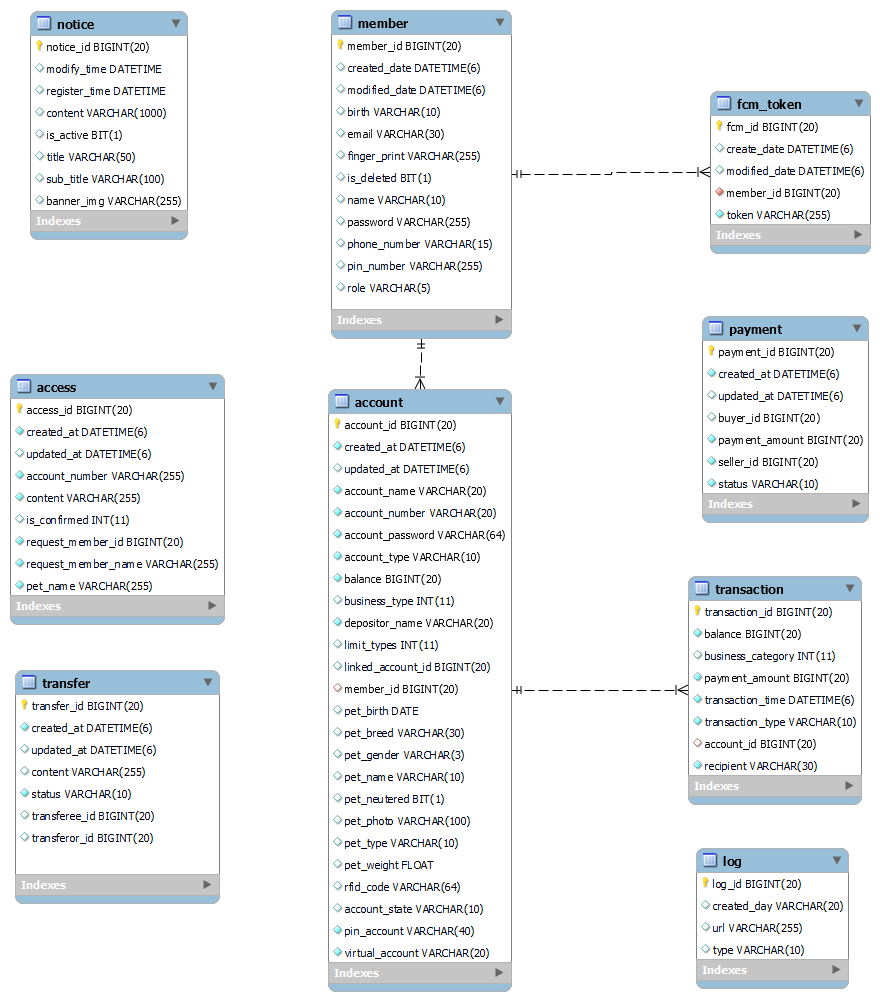 notice
notice_id BIGINT(20)
modify_time DATETIME
register_time DATETIME
content VARCHAR(1000)
is_active BIT(1)
title VARCHAR(50)
sub_title VARCHAR(100)
banner_img VARCHAR(255)
Indexes
member
member_id BIGINT(20)
created_date DATETIME(6)
modified_date DATETIME(6)
birth VARCHAR(10)
email VARCHAR(30)
finger_print VARCHAR(255)
is_deleted BIT(1)
name VARCHAR(10)
password VARCHAR(255)
phone_number VARCHAR(15)
pin_number VARCHAR(255)
role VARCHAR(5)
Indexes
fcm_token
fcm_id BIGINT(20)
create_date DATETIME(6)
modified_date DATETIME(6)
member_id BIGINT(20)
token VARCHAR(255)
Indexes
payment
payment_id BIGINT(20)
created_at DATETIME(6)
updated_at DATETIME(6)
buyer_id BIGINT(20)
payment_amount BIGINT(20)
seller_id BIGINT(20)
status VARCHAR(10)
Indexes
access
access_id BIGINT(20)
created_at DATETIME(6)
updated_at DATETIME(6)
account_number VARCHAR(255)
content VARCHAR(255)
is_confirmed INT(11)
request_member_id BIGINT(20)
request_member_name VARCHAR(255)
pet_name VARCHAR(255)
Indexes
account
account_id BIGINT(20)
created_at DATETIME(6)
updated_at DATETIME(6)
account_name VARCHAR(20)
account_number VARCHAR(20)
account_password VARCHAR(64)
account_type VARCHAR(10)
balance BIGINT(20)
business_type INT(11)
depositor_name VARCHAR(20)
limit_types INT(11)
linked_account_id BIGINT(20)
member_id BIGINT(20)
pet_birth DATE
pet_breed VARCHAR(30)
pet_gender VARCHAR(3)
pet_name VARCHAR(10)
pet_neutered BIT(1)
pet_photo VARCHAR(100)
pet_type VARCHAR(10)
pet_weight FLOAT
rfid_code VARCHAR(64)
account_state VARCHAR(10)
pin_account VARCHAR(40)
virtual_account VARCHAR(20)
Indexes
transaction
transaction_id BIGINT(20)
balance BIGINT(20)
business_category INT(11)
payment_amount BIGINT(20)
transaction_time DATETIME(6)
transaction_type VARCHAR(10)
account_id BIGINT(20)
recipient VARCHAR(30)
Indexes
transfer
transfer_id BIGINT(20)
created_at DATETIME(6)
updated_at DATETIME(6)
content VARCHAR(255)
status VARCHAR(10)
transferee_id BIGINT(20)
transferor_id BIGINT(20)
Indexes
log
log_id BIGINT(20)
created_day VARCHAR(20)
url VARCHAR(255)
type VARCHAR(10)
Indexes